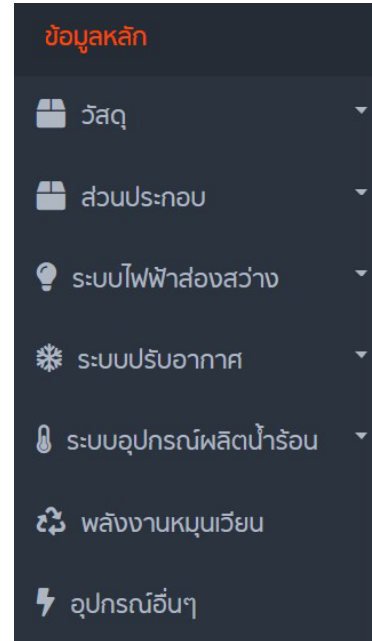 ข้อมูลหลัก
วัสดุ
ส่วนประกอบ
ระบบไฟฟ้าส่องสว่าง
ระบบปรับอากาศ
ระบบอุปกรณ์ผลิตน้ำร้อน
พลังงานหมุนเวียน
อุปกรณ์อื่นๆ